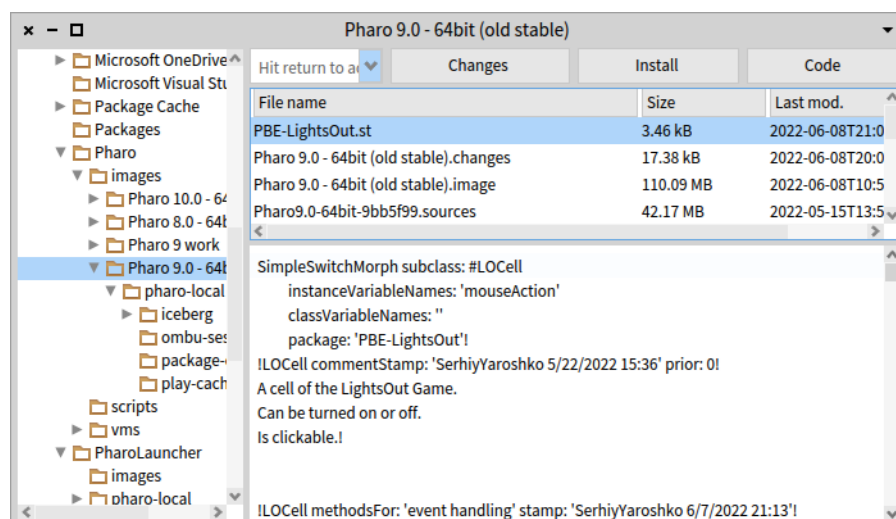 Pharo 9.0 - 64bit (old stable)
Microsoft OneDrive
Microsoft Visual Stu
Package Cache
Packages
Pharo
images
Pharo 10.0 - 64
Pharo 8.0 - 64b
Pharo 9 work
Pharo 9.0 - 64b
pharo-local
iceberg
ombu-ses
package-
play-cach
scripts
vms
PharoLauncher
images
pharo-local
Hit return to ac
Changes
Install
Code
File name Size Last mod.
PBE-LightsOut.st 3.46 kB 2022-06-08T21:0
Pharo 9.0 - 64bit (old stable).changes 17.38 kB 2022-06-08T20:0
Pharo 9.0 - 64bit (old stable).image 110.09 MB 2022-06-08T10:5
Pharo9.0-64bit-9bb5f99.sources 42.17 MB 2022-05-15T13:5
SimpleSwitchMorph subclass: #LOCell
instanceVariableNames: 'mouseAction'
classVariableNames: ''
package: 'PBE-LightsOut'!
!LOCell commentStamp: 'SerhiyYaroshko 5/22/2022 15:36' prior: 0!
A cell of the LightsOut Game.
Can be turned on or off.
Is clickable.!
!LOCell methodsFor: 'event handling' stamp: 'SerhiyYaroshko 6/7/2022 21:13'!